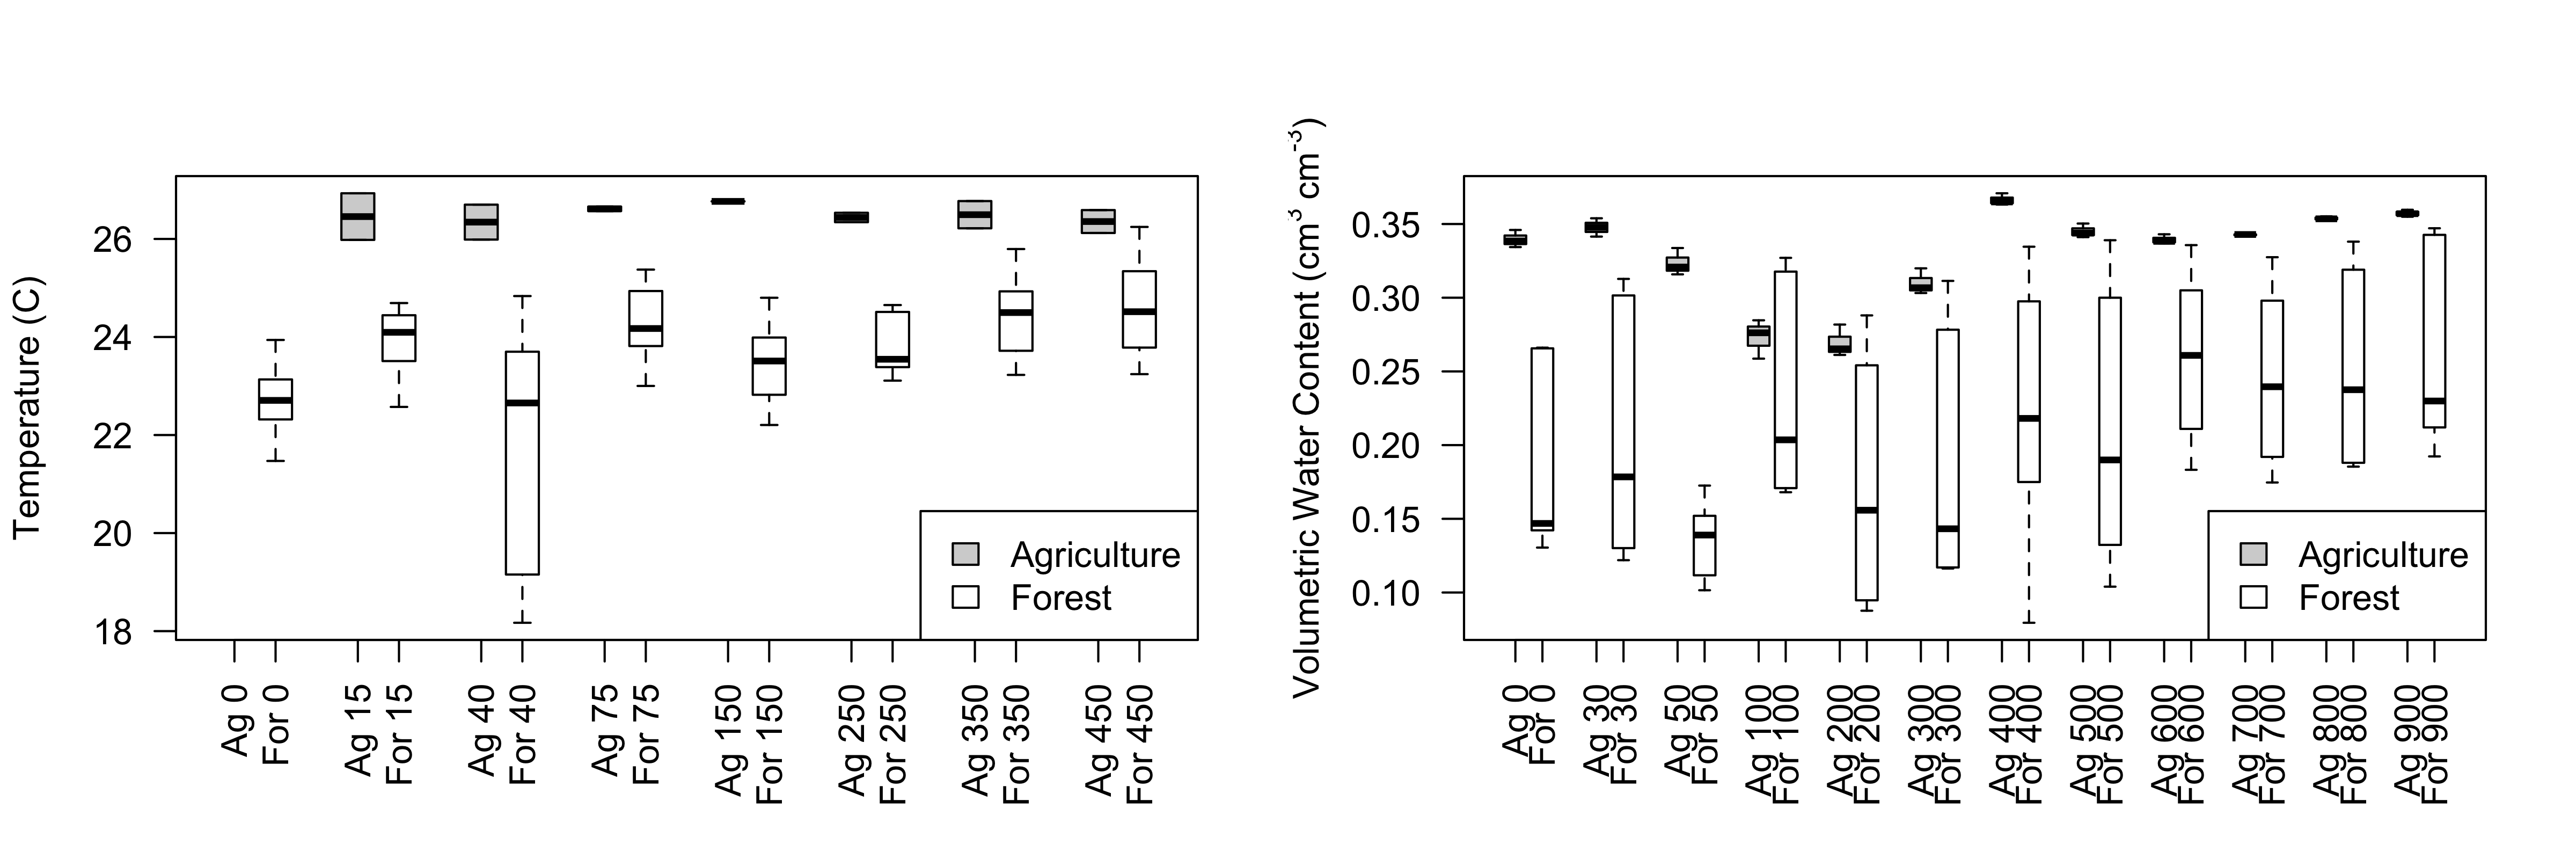 Temperature (C)
26
24
22
20
18
Ag 0
For 0
Ag 15
For 15
Ag 40
For 40
Ag 75
For 75
Ag 150
For 150
Ag 250
For 250
Ag 350
For 350
Ag 450
For 450
Agriculture
Forest
Volumetric Water Content (cm³ cm⁻³)
0.35
0.30
0.25
0.20
0.15
0.10
Ag 0
For 0
Ag 30
For 30
Ag 50
For 50
Ag 100
For 100
Ag 200
For 200
Ag 300
For 300
Ag 400
For 400
Ag 500
For 500
Ag 600
For 600
Ag 700
For 700
Ag 800
For 800
Ag 900
For 900
Agriculture
Forest